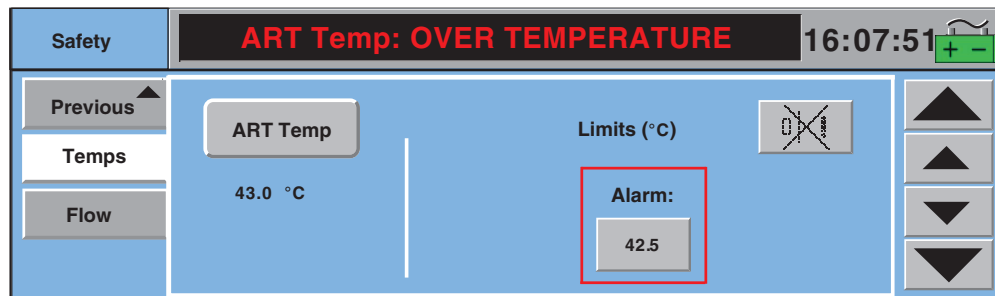 Safety
ART Temp: OVER TEMPERATURE
16:07:51
+ -
Previous
Temps
Flow
ART Temp
43.0 °C
Limits (°C)
Alarm:
42.5